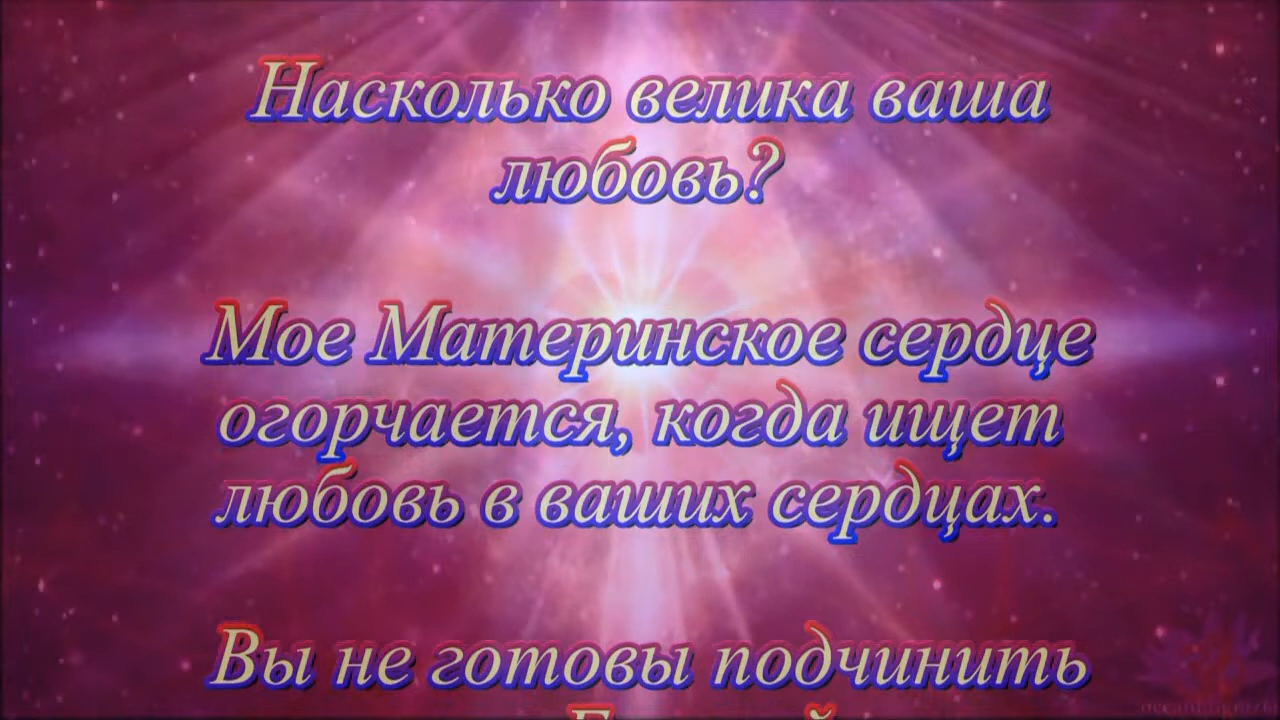 Насколько велика ваша
любовь?
Мое Материнское сердце
огорчается, когда ищет
любовь в ваших сердцах.
Вы не готовы подчинить